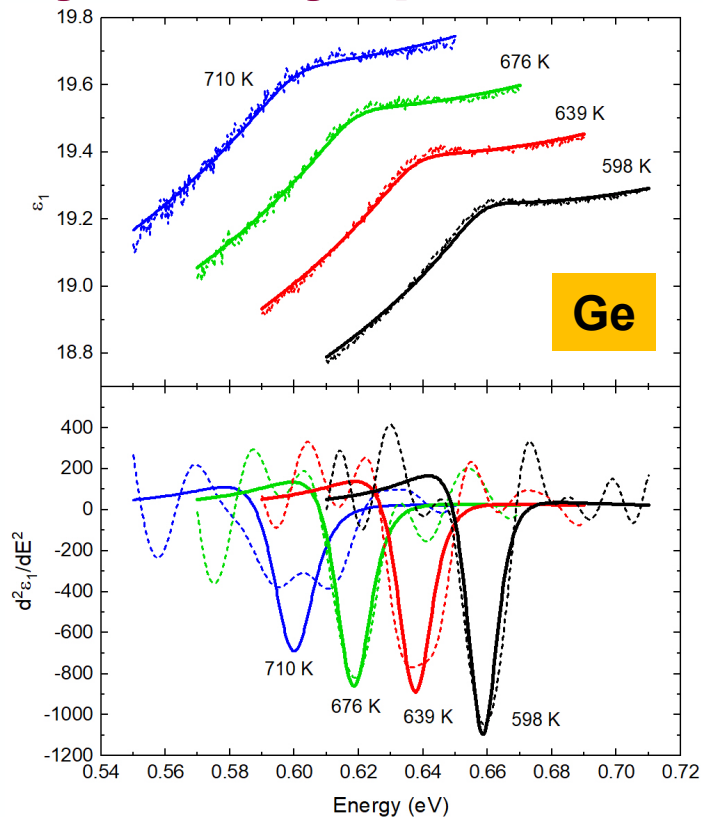 19.8
19.6
19.4
19.2
19.0
18.8
ε1
710 K
676 K
639 K
598 K
Ge
400
200
0
-200
-400
-600
-800
-1000
-1200
d²ε1/dE²
710 K
676 K
639 K
598 K
0.54 0.56 0.58 0.60 0.62 0.64 0.66 0.68 0.70 0.72
Energy (eV)